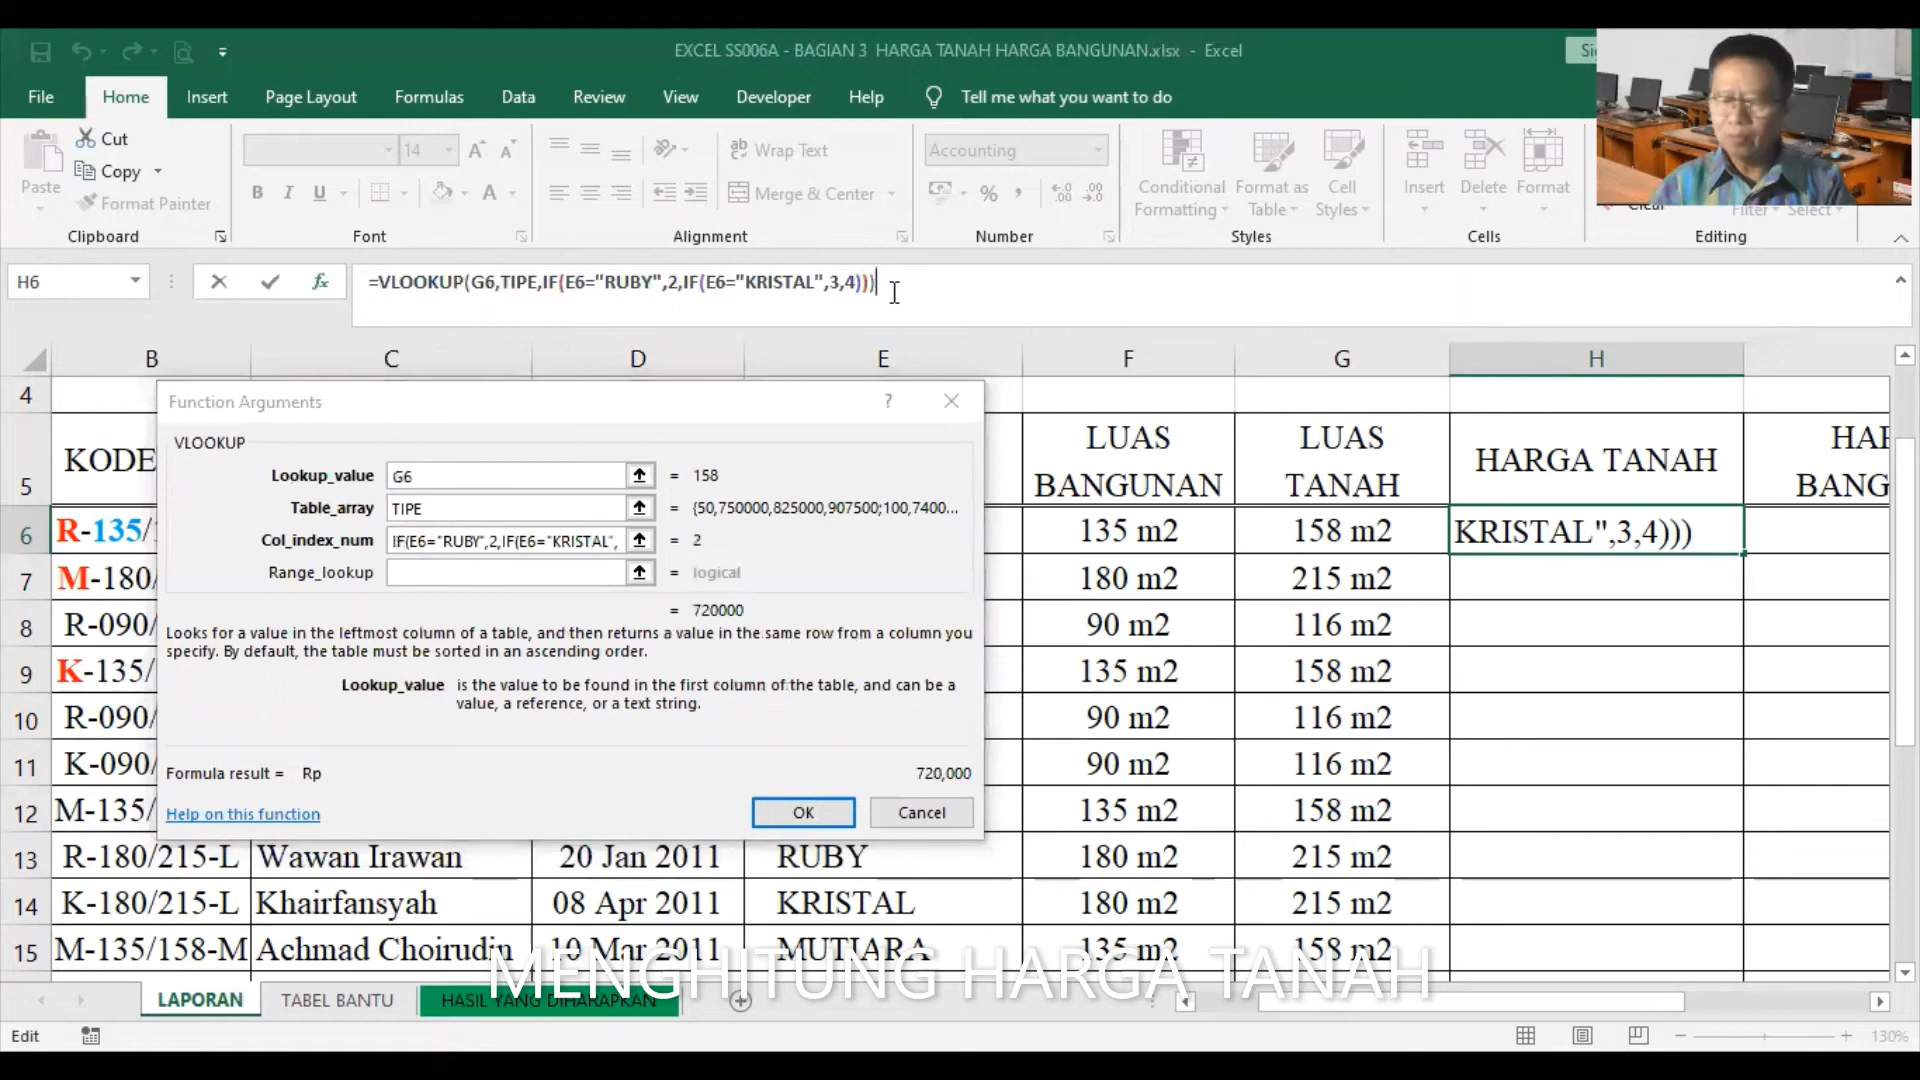 EXCEL SS006A - BAGIAN 3 HARGA TANAH HARGA BANGUNAN.xlsx - Excel
File Home Insert Page Layout Formulas Data Review View Developer Help Tell me what you want to do
Paste
Cut
Copy
Format Painter
Clipboard
14
B I U
Font
Wrap Text
Merge & Center
Alignment
Accounting
%
Number
Conditional Formatting
Format as Table
Cell Styles
Styles
Insert
Delete
Format
Cells
Clear
Filter
Select
Editing
H6
fx
=VLOOKUP(G6,TIPE,IF(E6="RUBY",2,IF(E6="KRISTAL",3,4)))
B C D E F G H
4
5 KODE LUAS BANGUNAN LUAS TANAH HARGA TANAH HAR BANG
6 R-135/ 135 m2 158 m2 KRISTAL",3,4)))
7 M-180/ 180 m2 215 m2
8 R-090/ 90 m2 116 m2
9 K-135/ 135 m2 158 m2
10 R-090/ 90 m2 116 m2
11 K-090/ 90 m2 116 m2
12 M-135/ 135 m2 158 m2
13 R-180/215-L Wawan Irawan 20 Jan 2011 RUBY 180 m2 215 m2
14 K-180/215-L Khairfansyah 08 Apr 2011 KRISTAL 180 m2 215 m2
15 M-135/158-M Achmad Choirudin 10 Mar 2011 MUTIARA 135 m2 158 m2
Function Arguments ?
VLOOKUP
Lookup_value G6 = 158
Table_array TIPE = {50,750000,825000,907500;100,7400...
Col_index_num IF(E6="RUBY",2,IF(E6="KRISTAL", = 2
Range_lookup = logical
= 720000
Looks for a value in the leftmost column of a table, and then returns a value in the same row from a column you
specify. By default, the table must be sorted in an ascending order.
Lookup_value is the value to be found in the first column of the table, and can be a
value, a reference, or a text string.
Formula result = Rp 720,000
Help on this function
OK Cancel
MENGHITUNG HARGA TANAH
LAPORAN TABEL BANTU HASIL YANG DIHARAPKAN
Edit
130%